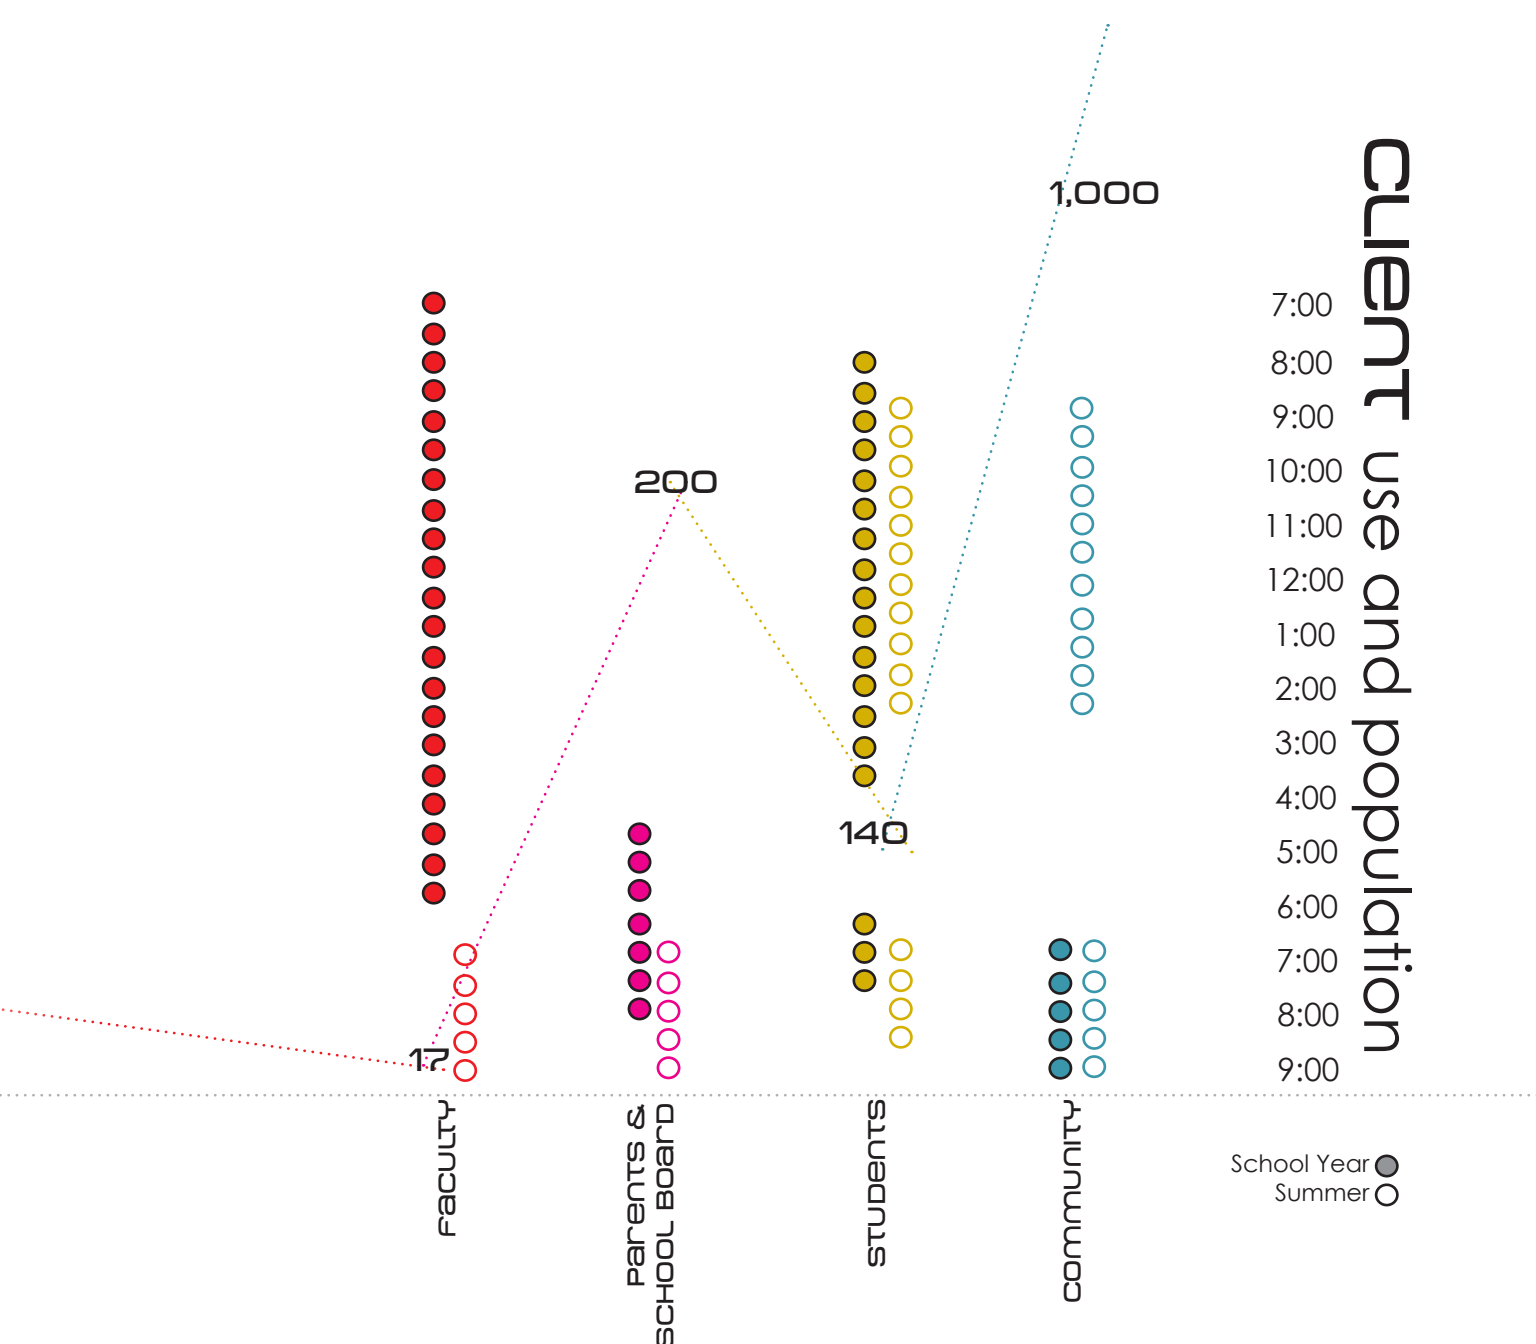 CLIENT use and population
1,000
200
140
17
7:00
8:00
9:00
10:00
11:00
12:00
1:00
2:00
3:00
4:00
5:00
6:00
7:00
8:00
9:00
FACULTY
PARENTS &
SCHOOL BOARD
STUDENTS
COMMUNITY
School Year
Summer